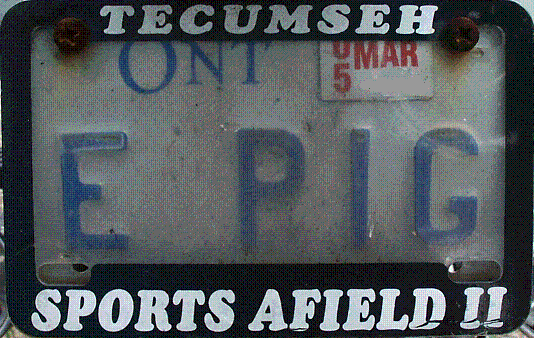 TECUMSEH
ONT
MAR
05
E PIG
SPORTS AFIELD II